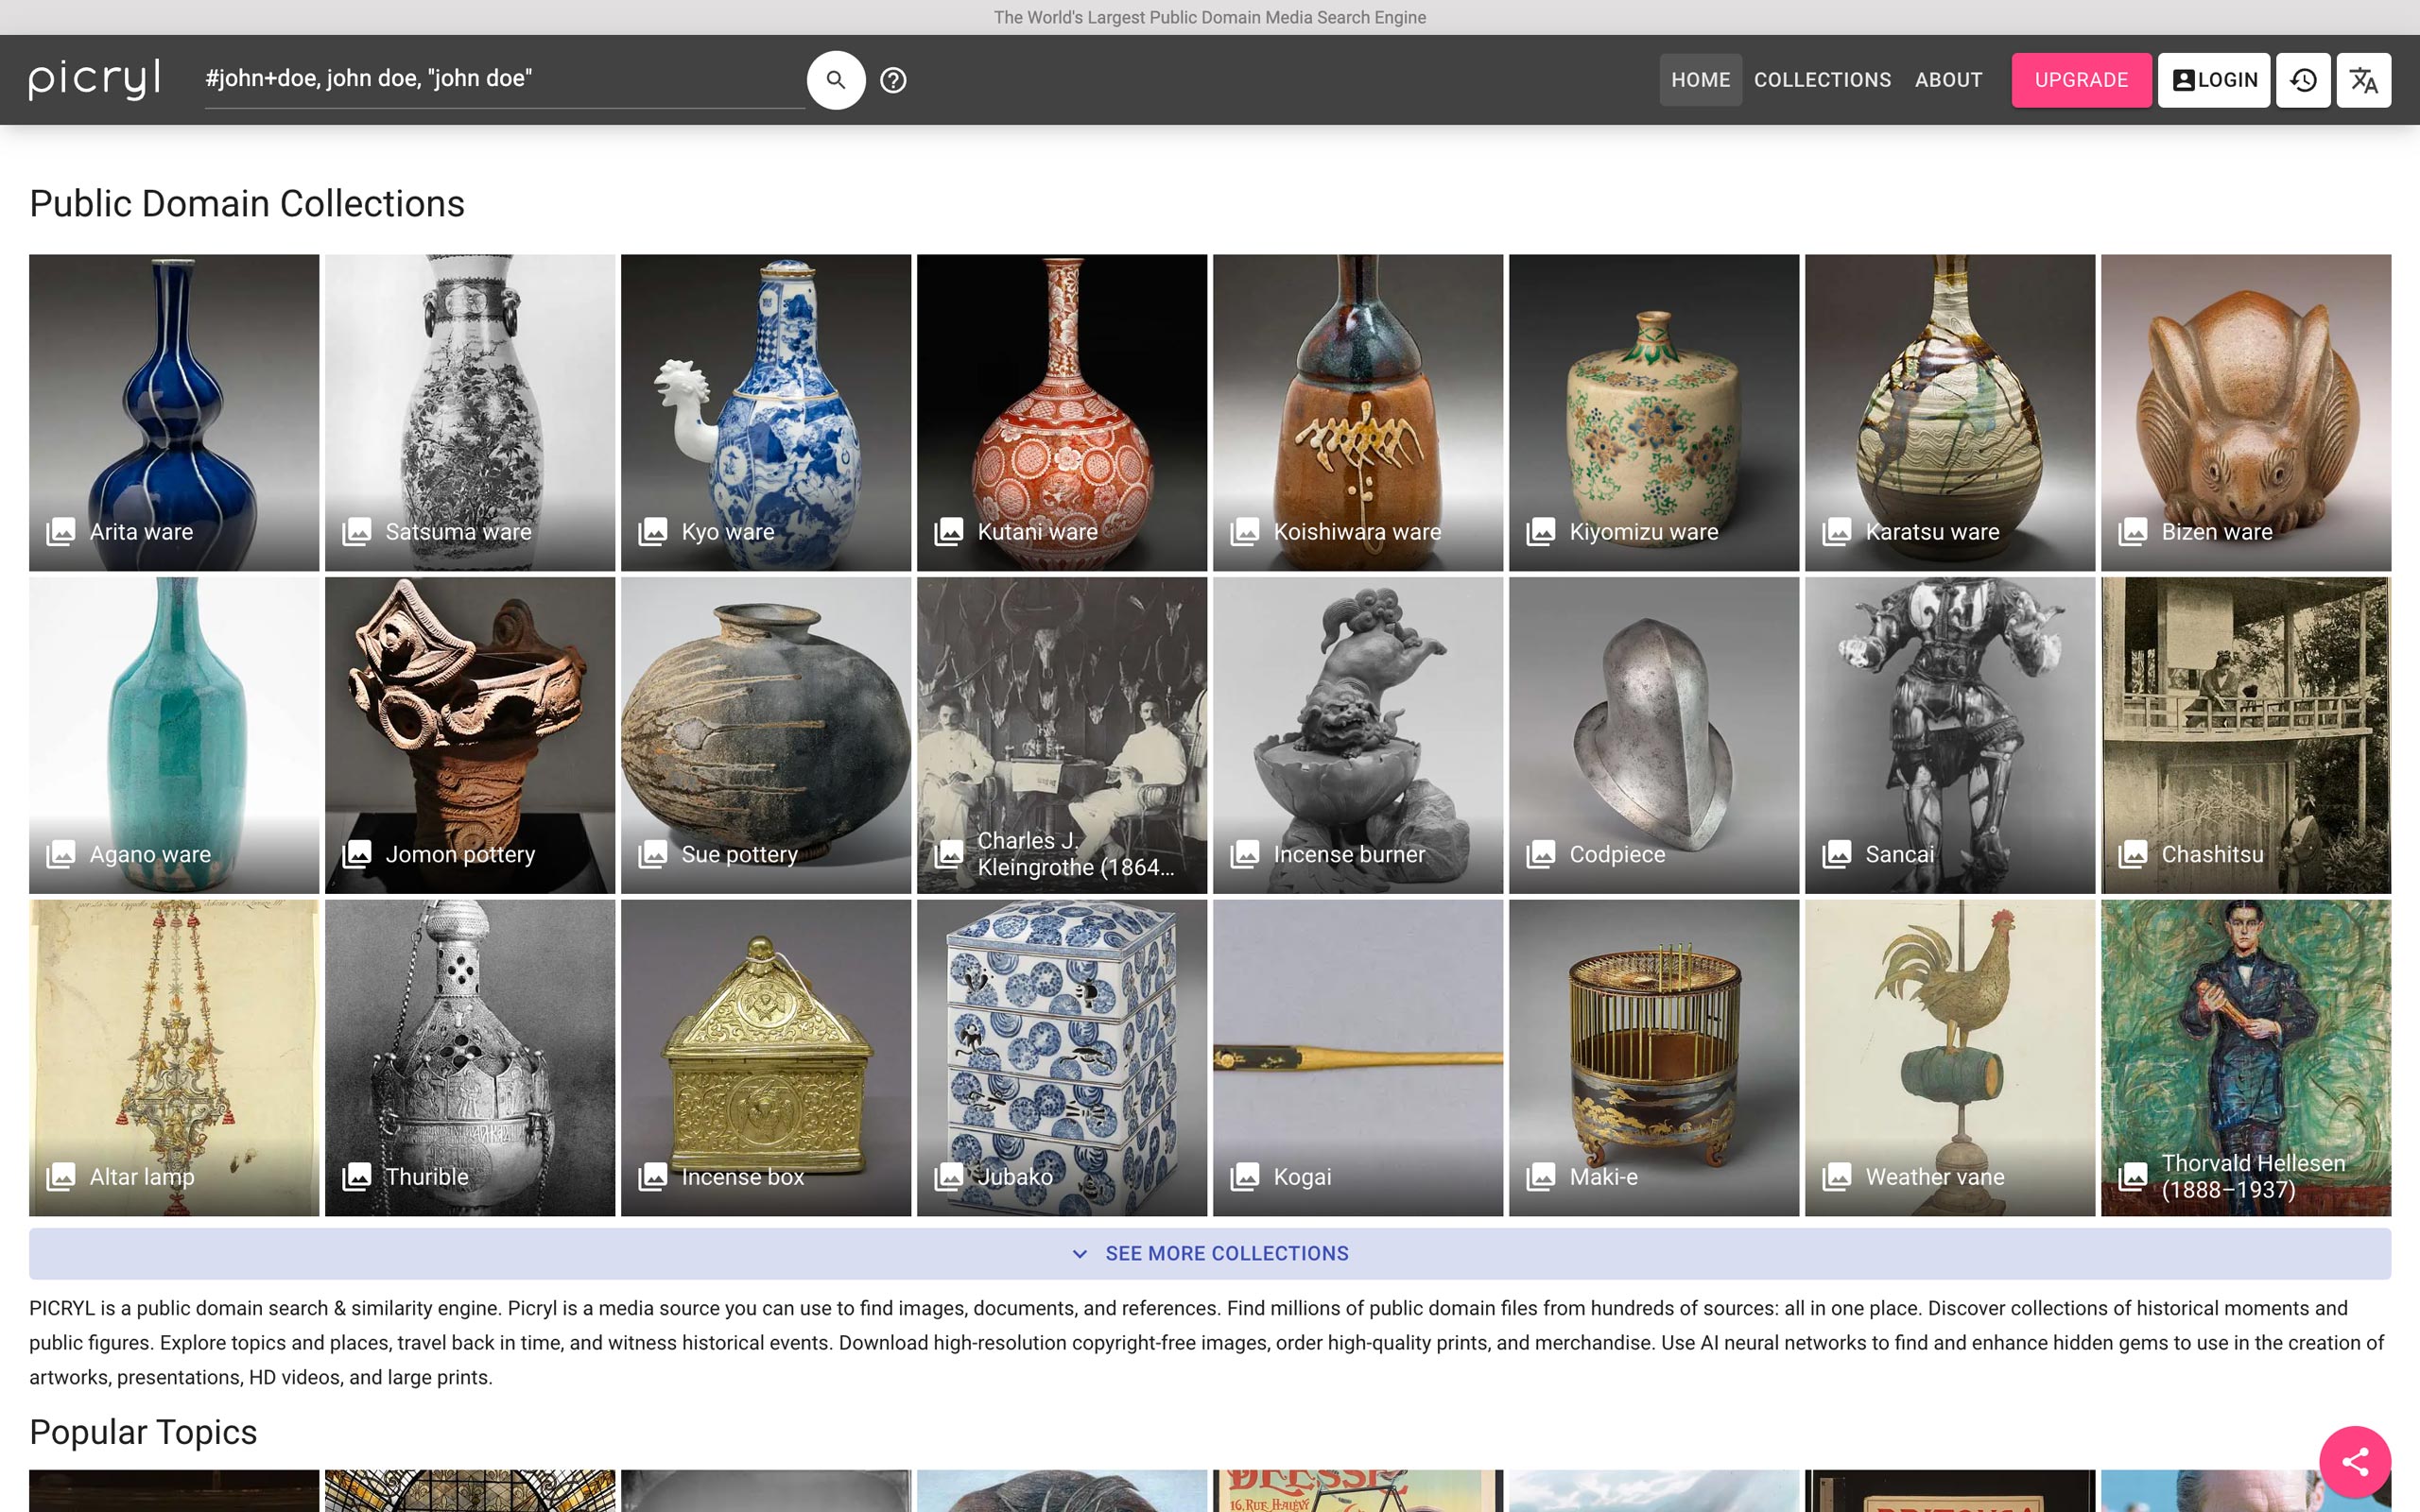 The World's Largest Public Domain Media Search Engine
picryl
#john+doe, john doe, "john doe"
HOME
COLLECTIONS
ABOUT
UPGRADE
LOGIN
Public Domain Collections
Arita ware
Satsuma ware
Kyo ware
Kutani ware
Koishiwara ware
Kiyomizu ware
Karatsu ware
Bizen ware
Agano ware
Jomon pottery
Sue pottery
Charles J.
Kleingrothe (1864...
Incense burner
Codpiece
Sancai
Chashitsu
Altar lamp
Thurible
Incense box
Jubako
Kogai
Maki-e
Weather vane
Thorvald Hellesen
(1888–1937)
SEE MORE COLLECTIONS
PICRYL is a public domain search & similarity engine. Picryl is a media source you can use to find images, documents, and references. Find millions of public domain files from hundreds of sources: all in one place. Discover collections of historical moments and
public figures. Explore topics and places, travel back in time, and witness historical events. Download high-resolution copyright-free images, order high-quality prints, and merchandise. Use AI neural networks to find and enhance hidden gems to use in the creation of
artworks, presentations, HD videos, and large prints.
Popular Topics
DÉESSE
16, RUE HALÉVY